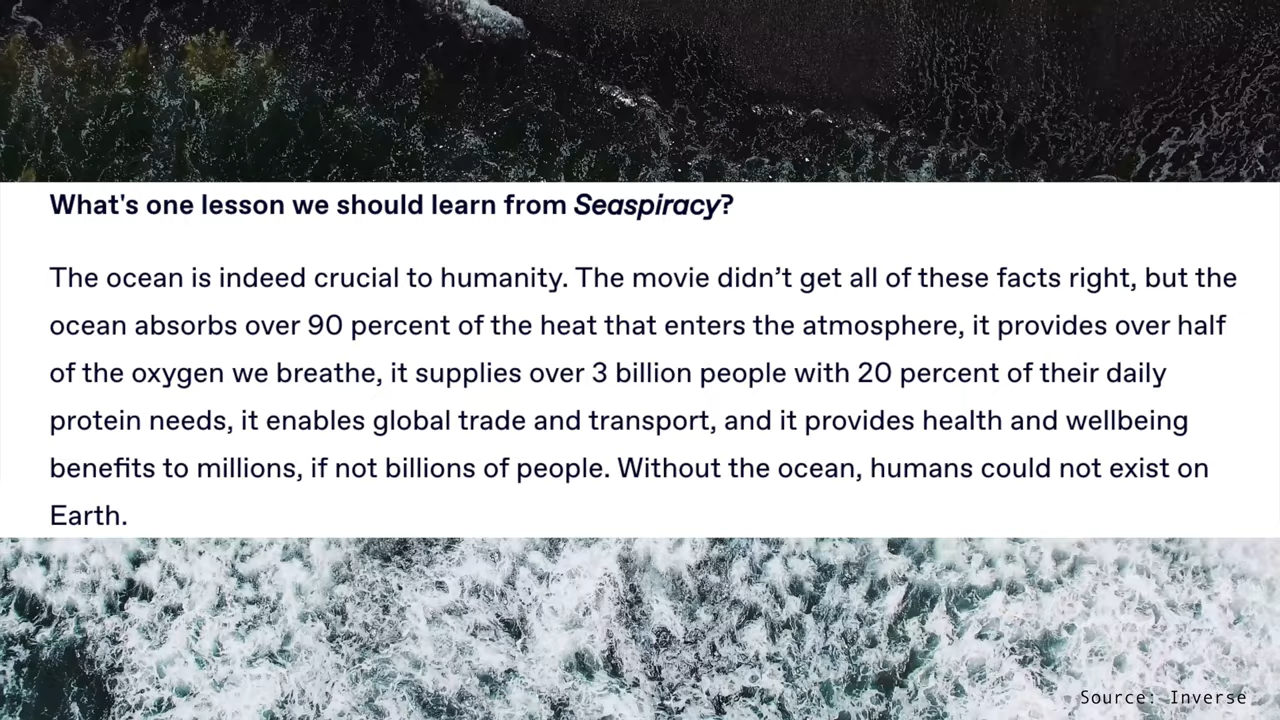 What's one lesson we should learn from Seaspiracy?
The ocean is indeed crucial to humanity. The movie didn’t get all of these facts right, but the
ocean absorbs over 90 percent of the heat that enters the atmosphere, it provides over half
of the oxygen we breathe, it supplies over 3 billion people with 20 percent of their daily
protein needs, it enables global trade and transport, and it provides health and wellbeing
benefits to millions, if not billions of people. Without the ocean, humans could not exist on
Earth.
Source: Inverse